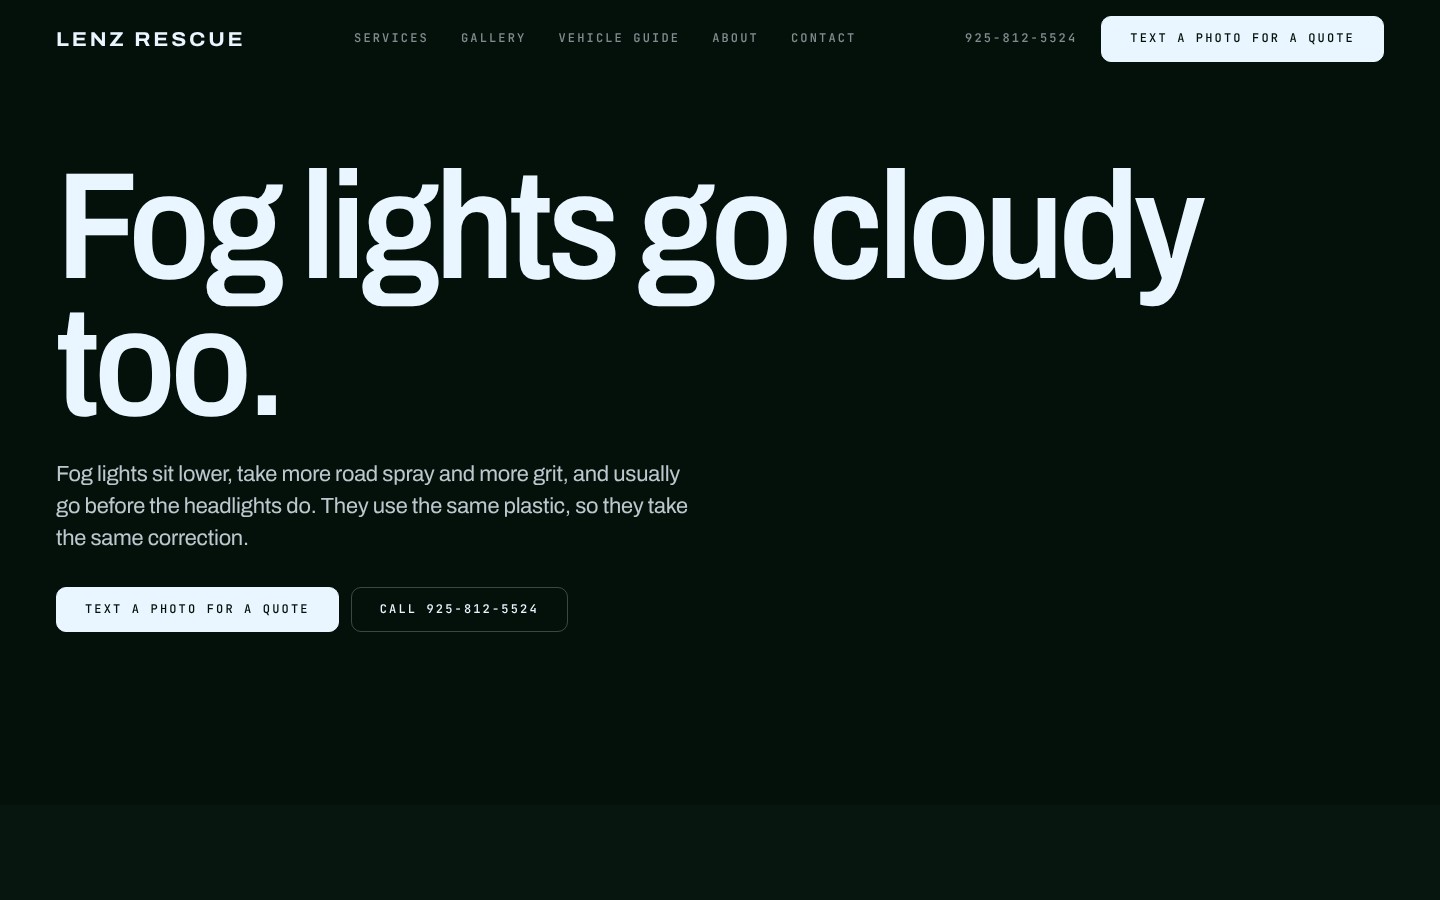 LENZ RESCUE
SERVICES
GALLERY
VEHICLE GUIDE
ABOUT
CONTACT
925-812-5524
TEXT A PHOTO FOR A QUOTE
Fog lights go cloudy
too.
Fog lights sit lower, take more road spray and more grit, and usually
go before the headlights do. They use the same plastic, so they take
the same correction.
TEXT A PHOTO FOR A QUOTE
CALL 925-812-5524